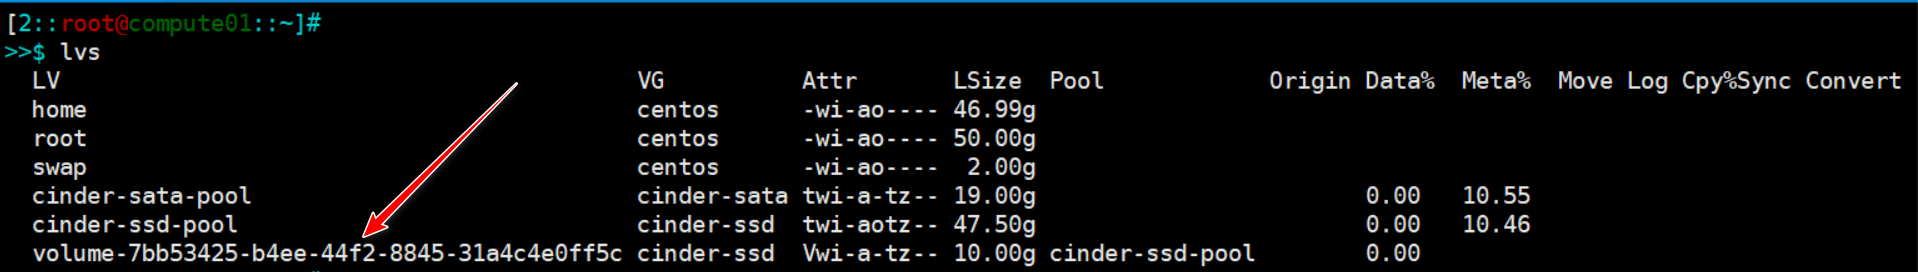 [2::root@compute01::~]#
>>$ lvs
LV VG Attr LSize Pool Origin Data% Meta% Move Log Cpy%Sync Convert
home centos -wi-ao---- 46.99g
root centos -wi-ao---- 50.00g
swap centos -wi-ao---- 2.00g
cinder-sata-pool cinder-sata twi-a-tz-- 19.00g 0.00 10.55
cinder-ssd-pool cinder-ssd twi-aotz-- 47.50g 0.00 10.46
volume-7bb53425-b4ee-44f2-8845-31a4c4e0ff5c cinder-ssd Vwi-a-tz-- 10.00g cinder-ssd-pool 0.00